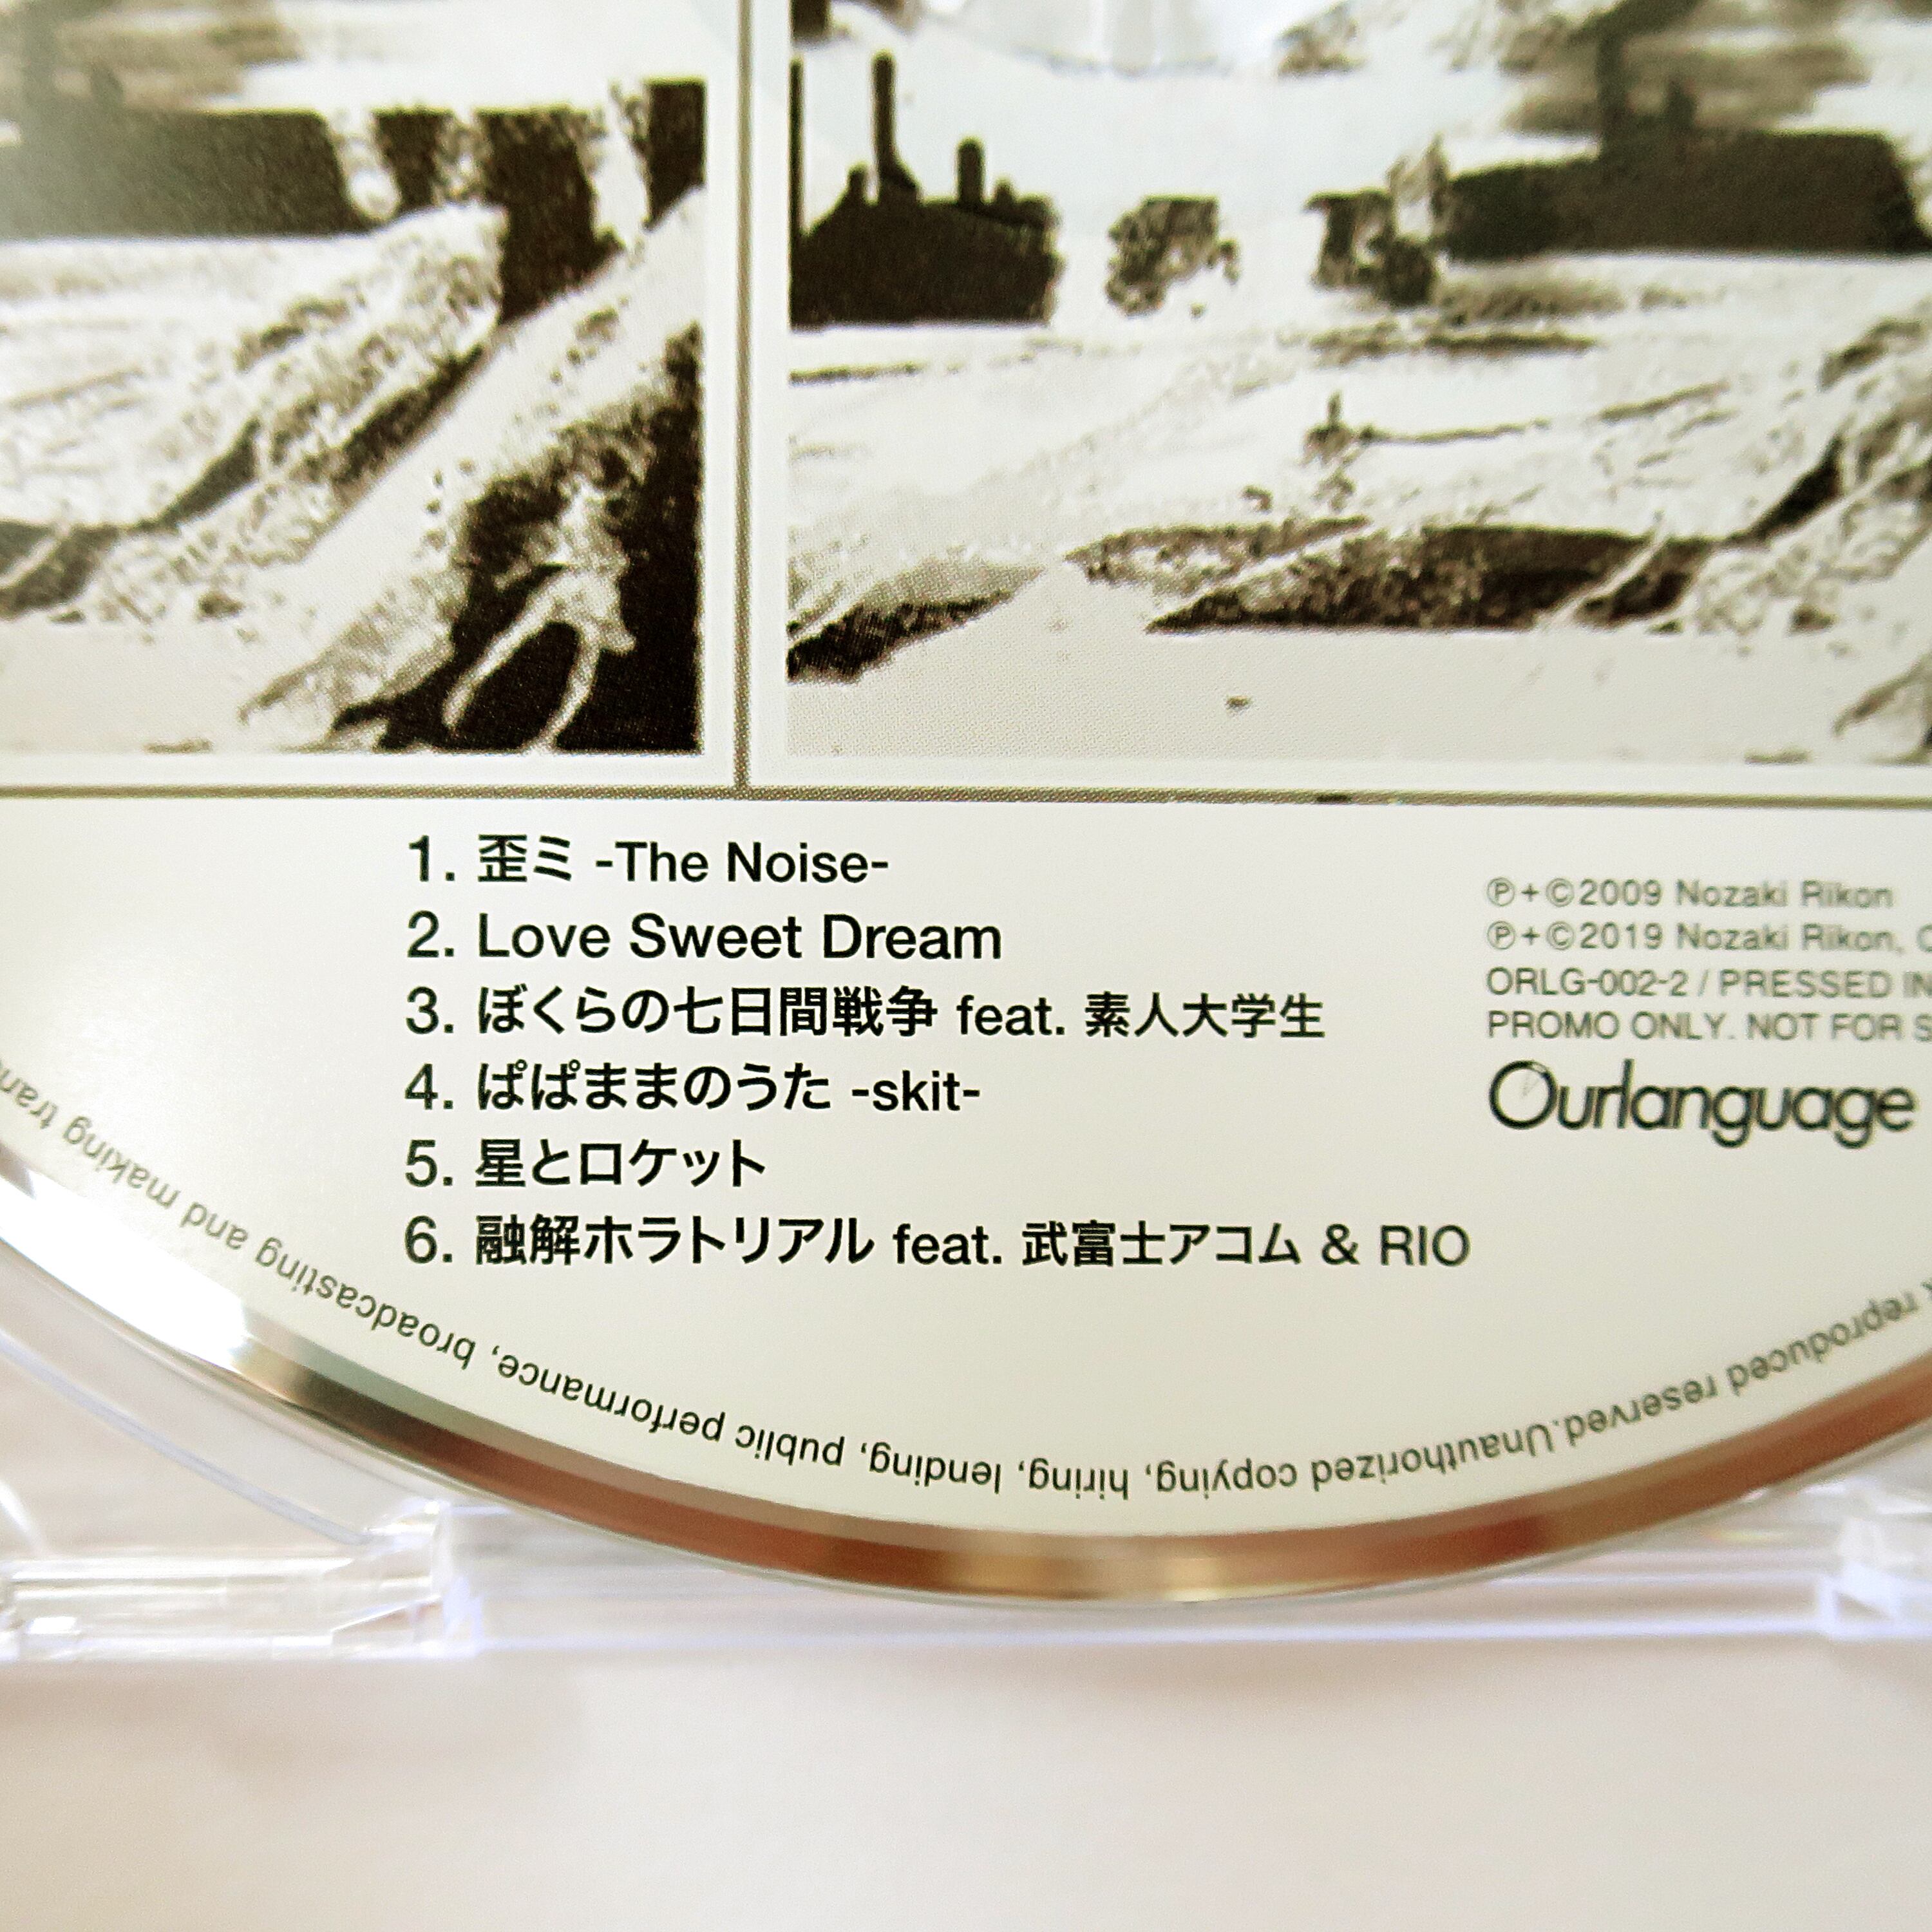 1. 歪ミ -The Noise-
2. Love Sweet Dream
3. ぼくらの七日間戦争 feat. 素人大学生
4. ぱぱままのうた -skit-
5. 星とロケット
6. 融解ホラトリアル feat. 武富士アコム & RIO
Ⓟ+©2009 Nozaki Rikon
Ⓟ+©2019 Nozaki Rikon,
ORLG-002-2 / PRESSED IN
PROMO ONLY. NOT FOR
Ourlanguage
reproduced reserved.Unauthorized copying, hiring, lending, public performance, broadcasting and making